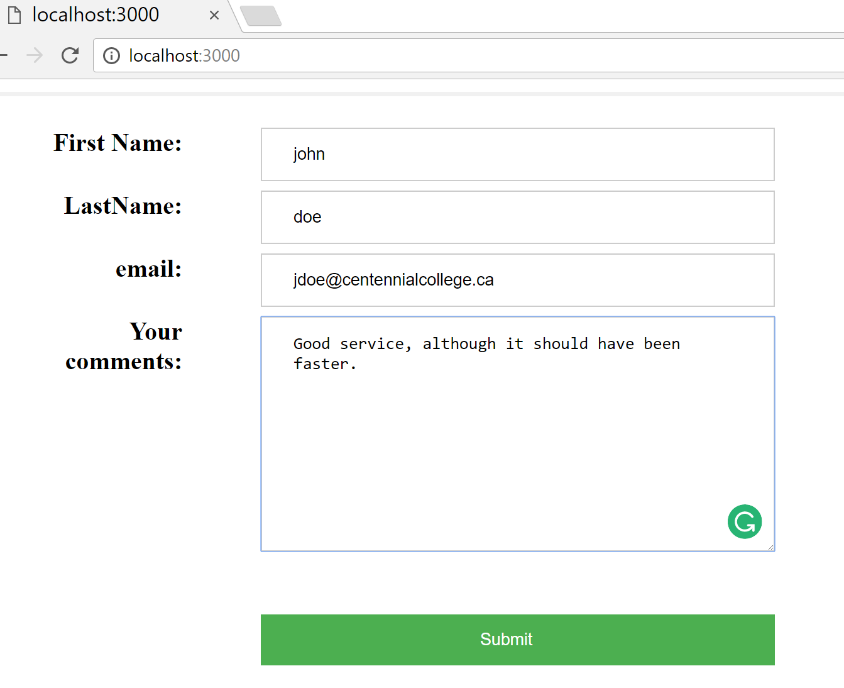 localhost:3000
localhost:3000
First Name:
john
LastName:
doe
email:
jdoe@centennialcollege.ca
Your
comments:
Good service, although it should have been
faster.
Submit